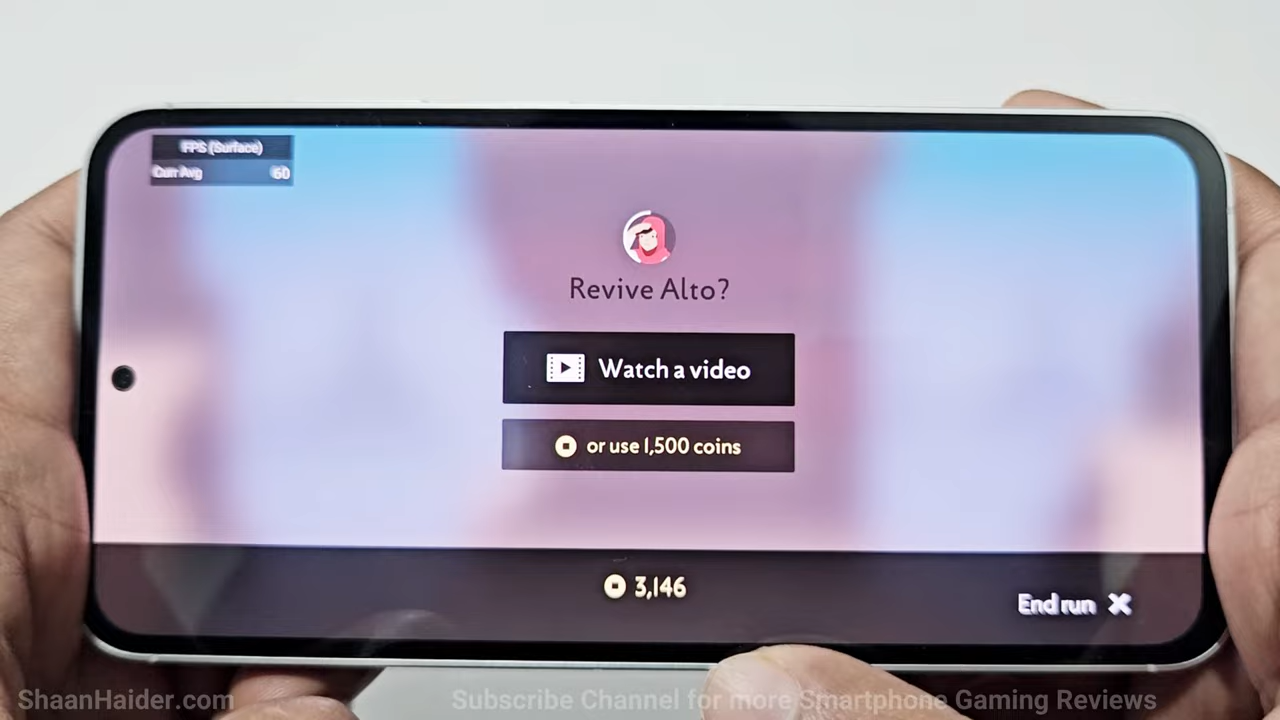 FPS (Surface)
Curr Avg 60
Revive Alto?
Watch a video
or use 1,500 coins
3,146
End run
ShaanHaider.com
Subscribe Channel for more Smartphone Gaming Reviews